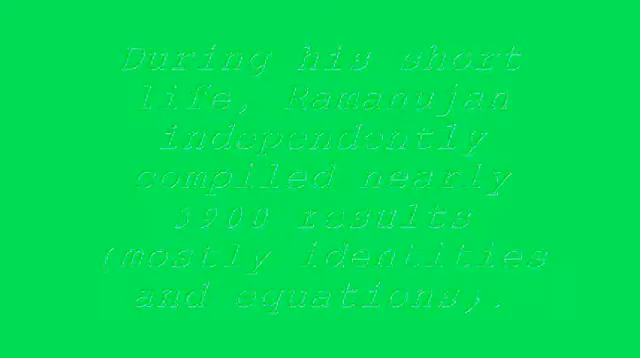 During his short
life, Ramanujan
independently
compiled nearly
3900 results
(mostly identities
and equations).